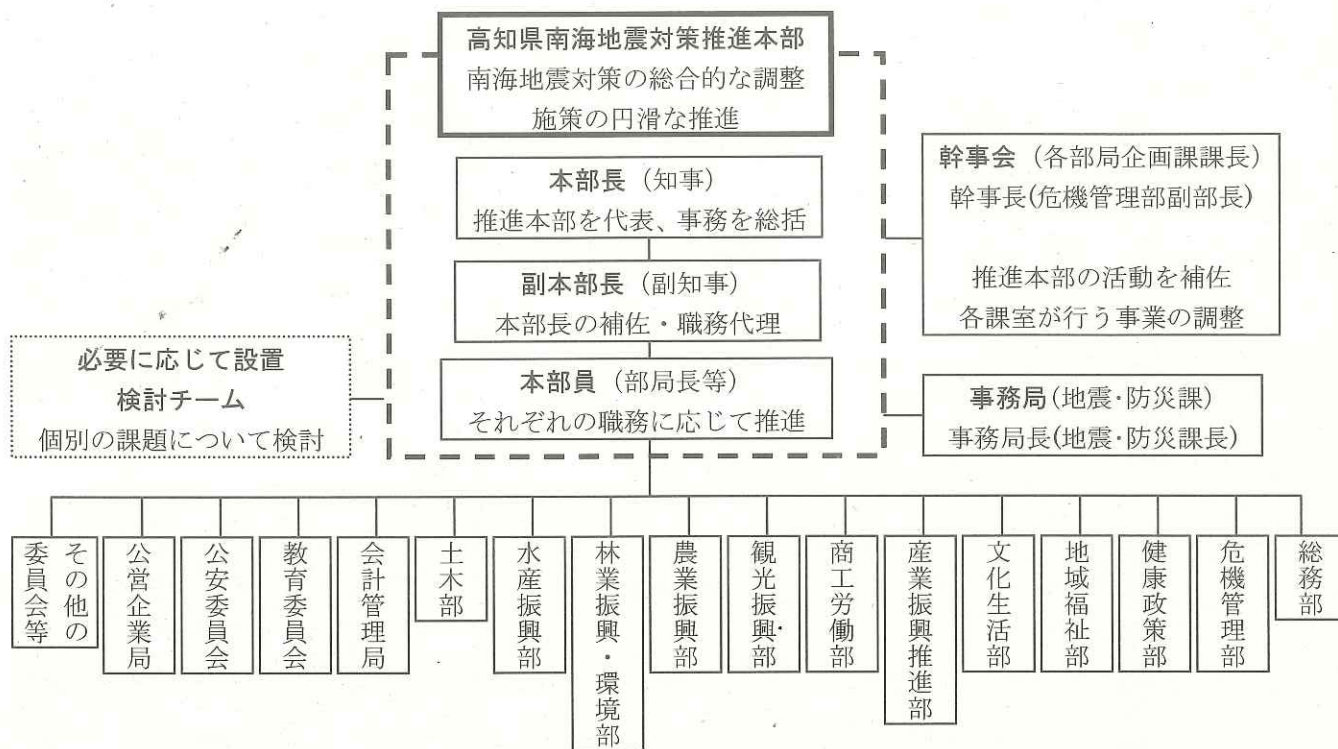 高知県南海地震対策推進本部
南海地震対策の総合的な調整
施策の円滑な推進
本部長（知事）
推進本部を代表、事務を総括
副本部長（副知事）
本部長の補佐・職務代理
本部員（部局長等）
それぞれの職務に応じて推進
幹事会（各部局企画課課長）
幹事長(危機管理部副部長)
推進本部の活動を補佐
各課室が行う事業の調整
事務局(地震・防災課)
事務局長(地震・防災課長)
必要に応じて設置
検討チーム
個別の課題について検討
総務部
危機管理部
健康政策部
地域福祉部
文化生活部
産業振興推進部
商工労働部
観光振興部
農業振興部
林業振興・環境部
水産振興部
土木部
会計管理局
教育委員会
公安委員会
公営企業局
その他の
委員会等